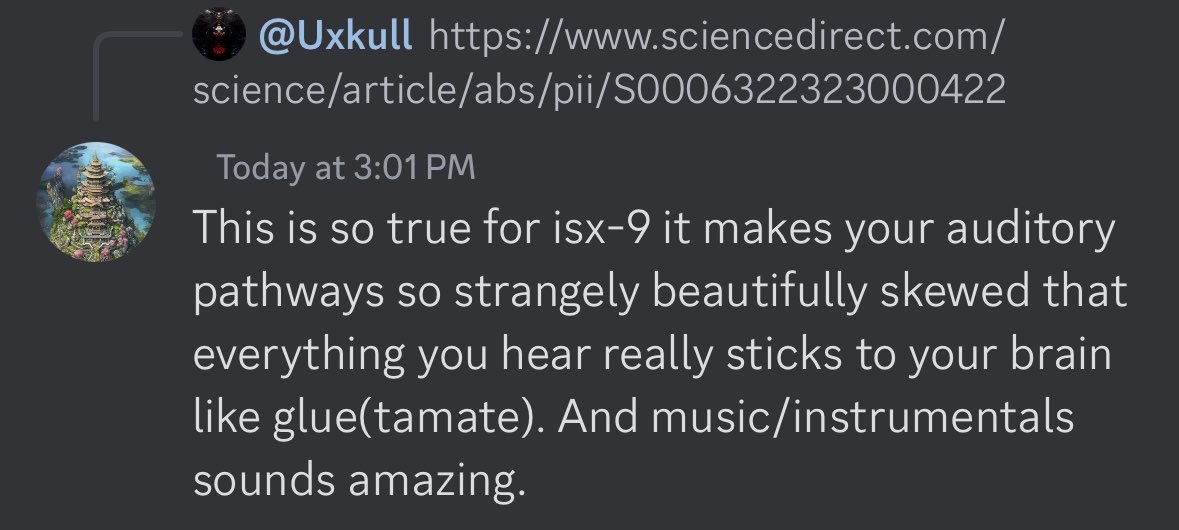 @Uxkull https://www.sciencedirect.com/
science/article/abs/pii/S0006322323000422
Today at 3:01 PM
This is so true for isx-9 it makes your auditory
pathways so strangely beautifully skewed that
everything you hear really sticks to your brain
like glue(tamate). And music/instrumentals
sounds amazing.